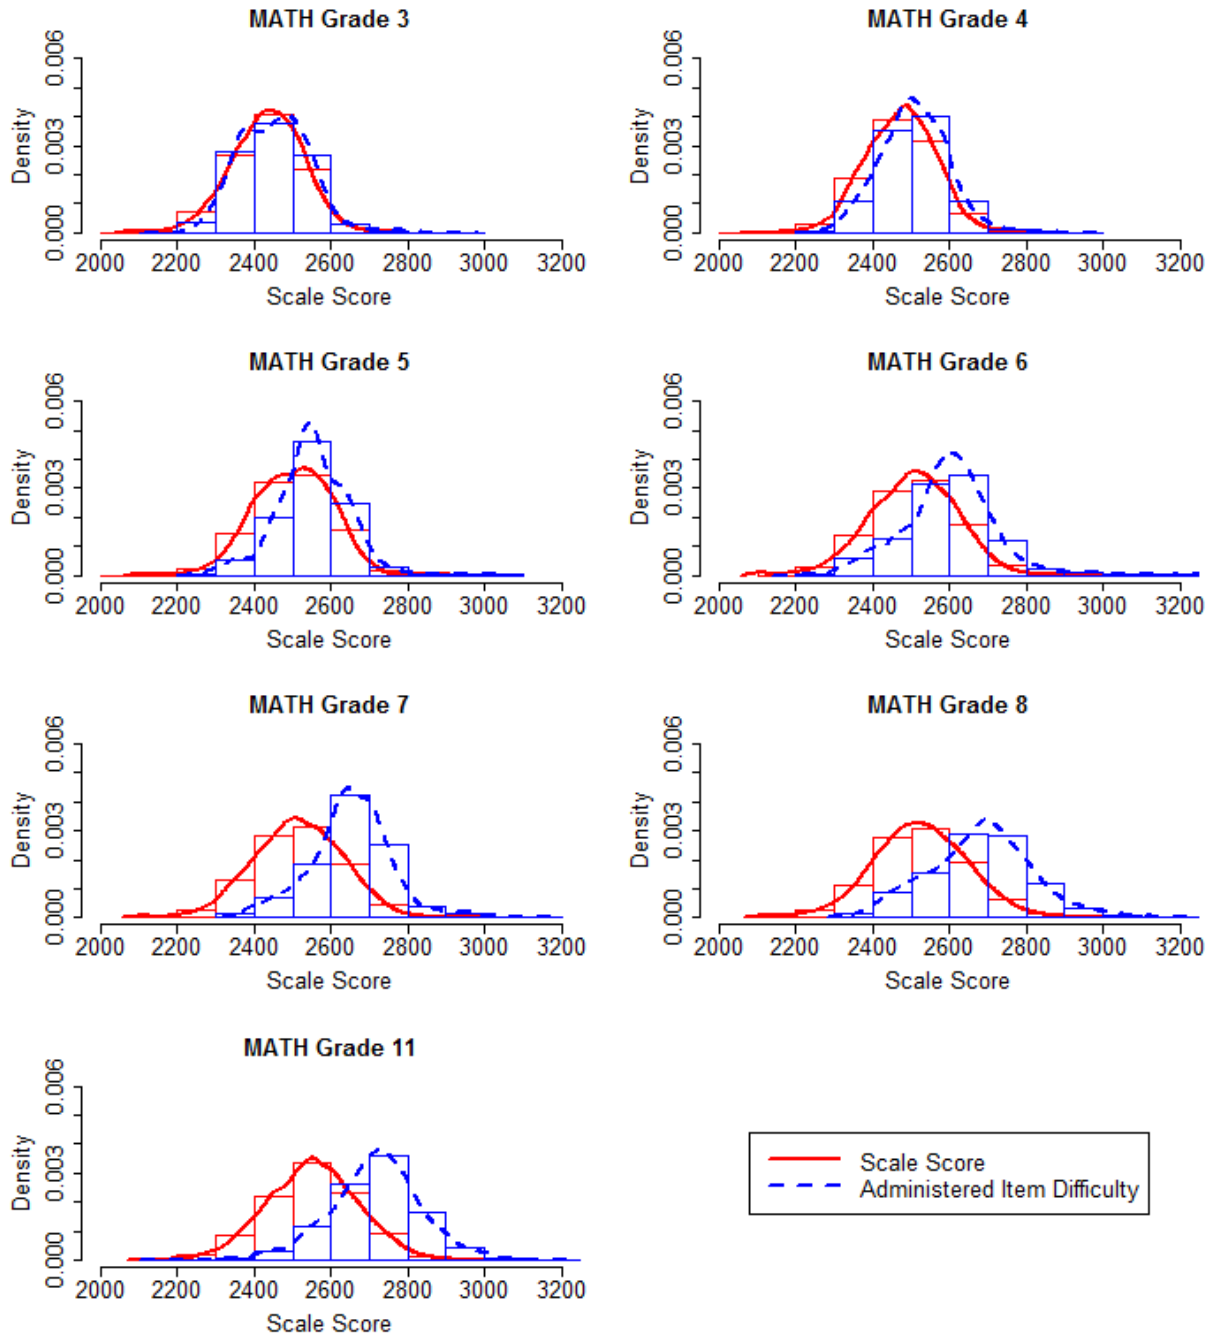 MATH Grade 3
Density
0.000 0.003 0.006
2000 2200 2400 2600 2800 3000 3200
Scale Score
MATH Grade 4
Density
0.000 0.003 0.006
2000 2200 2400 2600 2800 3000 3200
Scale Score
MATH Grade 5
Density
0.000 0.003 0.006
2000 2200 2400 2600 2800 3000 3200
Scale Score
MATH Grade 6
Density
0.000 0.003 0.006
2000 2200 2400 2600 2800 3000 3200
Scale Score
MATH Grade 7
Density
0.000 0.003 0.006
2000 2200 2400 2600 2800 3000 3200
Scale Score
MATH Grade 8
Density
0.000 0.003 0.006
2000 2200 2400 2600 2800 3000 3200
Scale Score
MATH Grade 11
Density
0.000 0.003 0.006
2000 2200 2400 2600 2800 3000 3200
Scale Score
Scale Score
Administered Item Difficulty